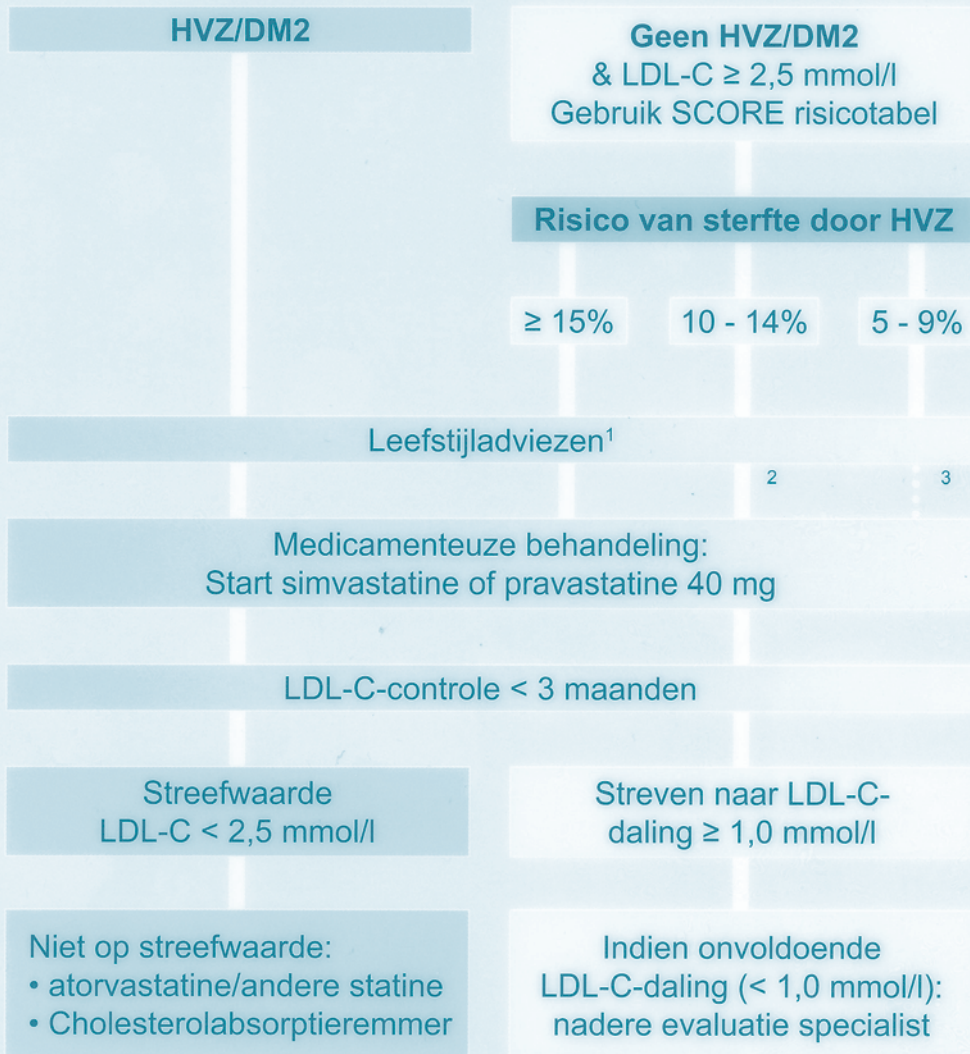 HVZ/DM2
Geen HVZ/DM2
& LDL-C ≥ 2,5 mmol/l
Gebruik SCORE risicotabel
Risico van sterfte door HVZ
≥ 15%
10 - 14%
5 - 9%
Leefstijladviezen¹
2
3
Medicamenteuze behandeling:
Start simvastatine of pravastatine 40 mg
LDL-C-controle < 3 maanden
Streefwaarde
LDL-C < 2,5 mmol/l
Streven naar LDL-C-
daling ≥ 1,0 mmol/l
Niet op streefwaarde:
• atorvastatine/andere statine
• Cholesterolabsorptieremmer
Indien onvoldoende
LDL-C-daling (< 1,0 mmol/l):
nadere evaluatie specialist